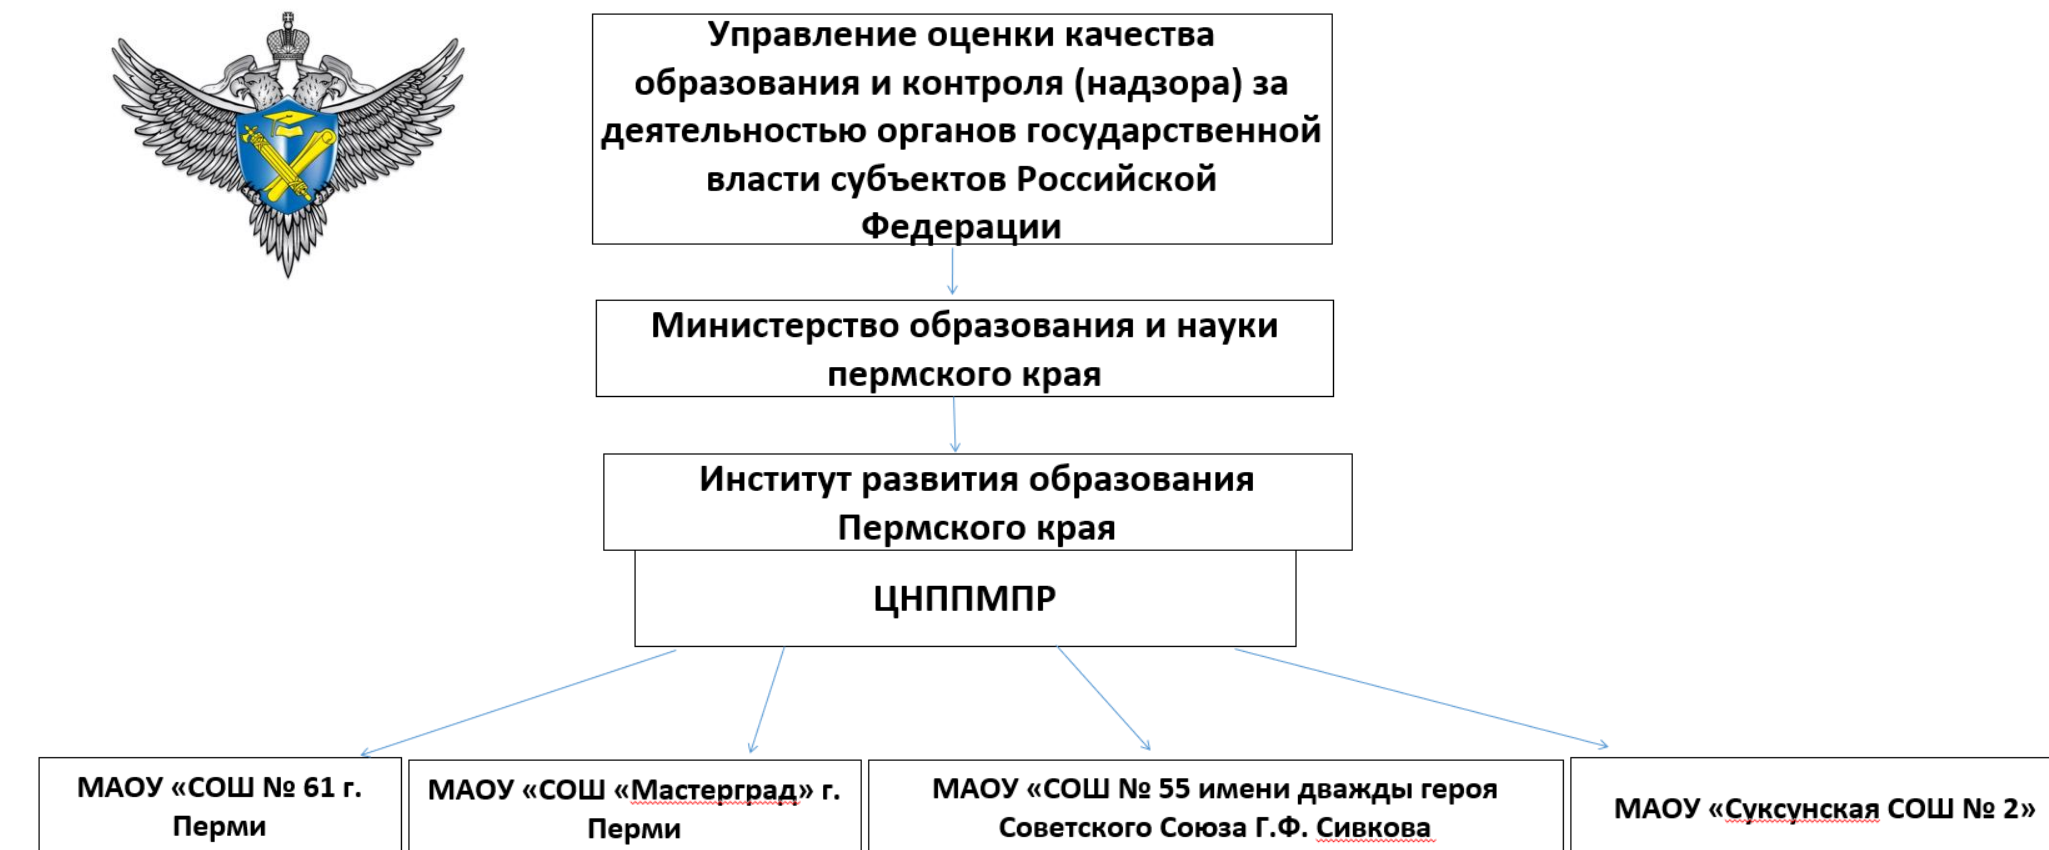 Управление оценки качества
образования и контроля (надзора) за
деятельностью органов государственной
власти субъектов Российской
Федерации
Министерство образования и науки
пермского края
Институт развития образования
Пермского края
ЦНППМПР
МАОУ «СОШ № 61 г.
Перми
МАОУ «СОШ «Мастерград» г.
Перми
МАОУ «СОШ № 55 имени дважды героя
Советского Союза Г.Ф. Сивкова
МАОУ «Суксунская СОШ № 2»